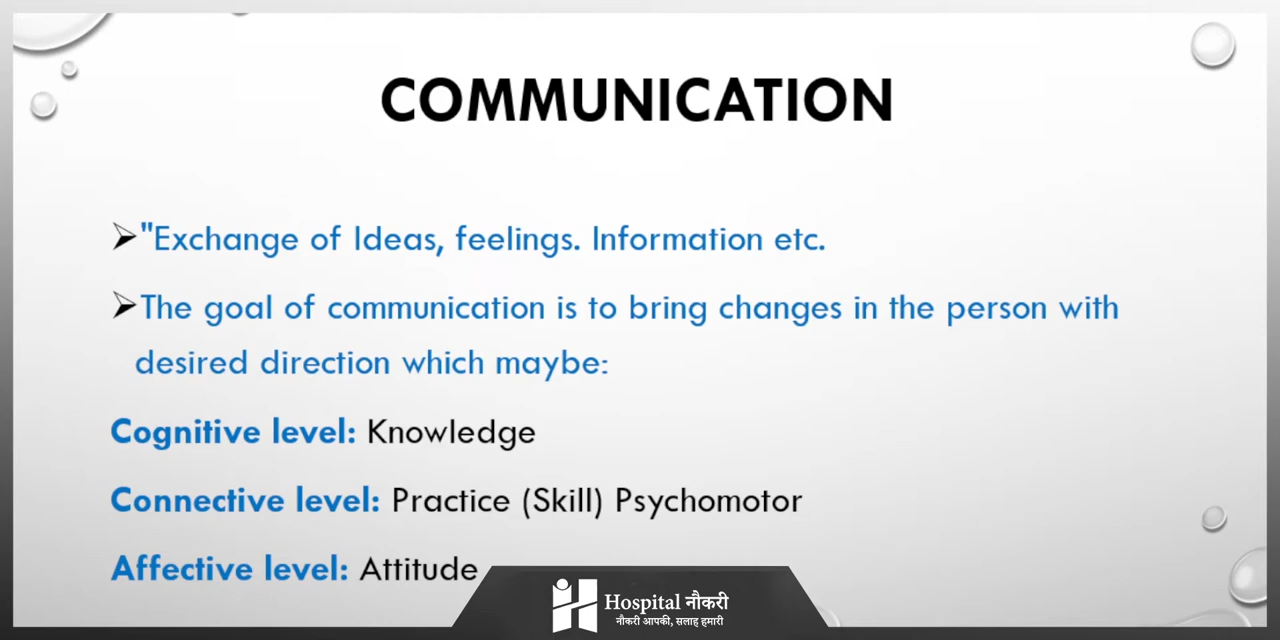 COMMUNICATION
➢"Exchange of Ideas, feelings. Information etc.
➢The goal of communication is to bring changes in the person with
desired direction which maybe:
Cognitive level: Knowledge
Connective level: Practice (Skill) Psychomotor
Affective level: Attitude
Hospital नौकरी
नौकरी आपकी, सलाह हमारी